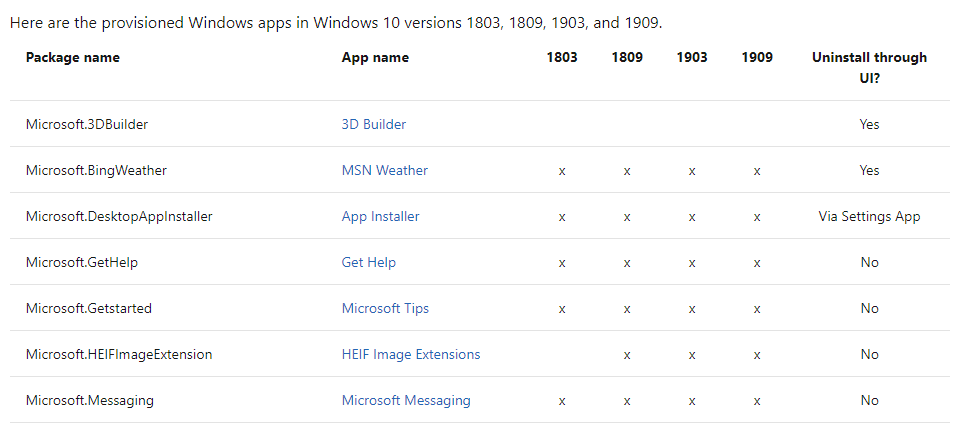 Here are the provisioned Windows apps in Windows 10 versions 1803, 1809, 1903, and 1909.
Package name App name 1803 1809 1903 1909 Uninstall through
UI?
Microsoft.3DBuilder 3D Builder Yes
Microsoft.BingWeather MSN Weather x x x x Yes
Microsoft.DesktopAppInstaller App Installer x x x x Via Settings App
Microsoft.GetHelp Get Help x x x x No
Microsoft.Getstarted Microsoft Tips x x x x No
Microsoft.HEIFImageExtension HEIF Image Extensions x x x No
Microsoft.Messaging Microsoft Messaging x x x x No